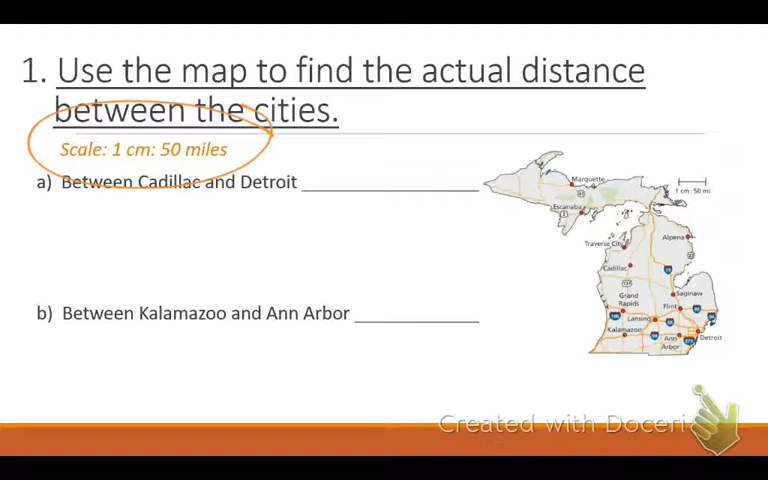 1. Use the map to find the actual distance
between the cities.
Scale: 1 cm: 50 miles
a) Between Cadillac and Detroit
b) Between Kalamazoo and Ann Arbor
Marquette
1 cm: 50 mi
Escanaba
Traverse City
Alpena
Cadillac
Grand
Rapids
Saginaw
Flint
Lansing
Kalamazoo
Ann
Arbor
Detroit
Created with Doceri